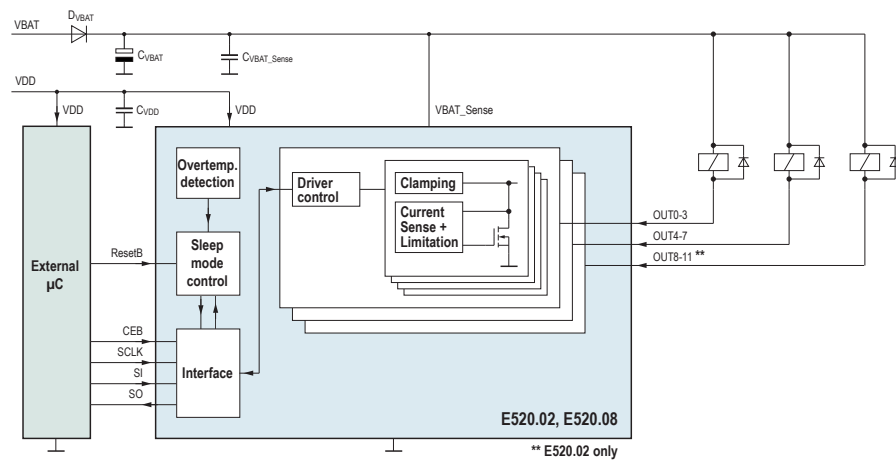 VBAT
DVBAT
CVBAT
CVBAT_Sense
VDD
VDD
CVDD
VDD
VBAT_Sense
Overtemp.
detection
Driver
control
Clamping
Current
Sense +
Limitation
OUT0-3
OUT4-7
OUT8-11 **
ResetB
Sleep
mode
control
External
µC
CEB
SCLK
SI
SO
Interface
E520.02, E520.08
** E520.02 only